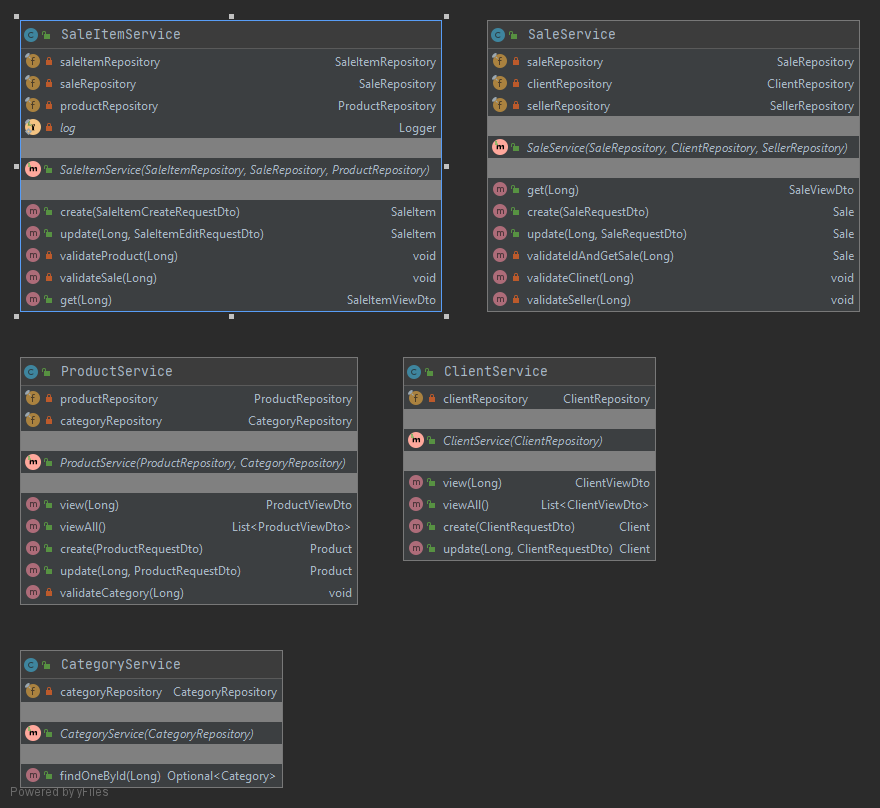 SaleItemService
saleItemRepository SaleItemRepository
saleRepository SaleRepository
productRepository ProductRepository
log Logger
SaleItemService(SaleItemRepository, SaleRepository, ProductRepository)
create(SaleItemCreateRequestDto) SaleItem
update(Long, SaleItemEditRequestDto) SaleItem
validateProduct(Long) void
validateSale(Long) void
get(Long) SaleItemViewDto
SaleService
saleRepository SaleRepository
clientRepository ClientRepository
sellerRepository SellerRepository
SaleService(SaleRepository, ClientRepository, SellerRepository)
get(Long) SaleViewDto
create(SaleRequestDto) Sale
update(Long, SaleRequestDto) Sale
validateIdAndGetSale(Long) Sale
validateClinet(Long) void
validateSeller(Long) void
ProductService
productRepository ProductRepository
categoryRepository CategoryRepository
ProductService(ProductRepository, CategoryRepository)
view(Long) ProductViewDto
viewAll() List<ProductViewDto>
create(ProductRequestDto) Product
update(Long, ProductRequestDto) Product
validateCategory(Long) void
ClientService
clientRepository ClientRepository
ClientService(ClientRepository)
view(Long) ClientViewDto
viewAll() List<ClientViewDto>
create(ClientRequestDto) Client
update(Long, ClientRequestDto) Client
CategoryService
categoryRepository CategoryRepository
CategoryService(CategoryRepository)
findOneById(Long) Optional<Category>
Powered by yFiles